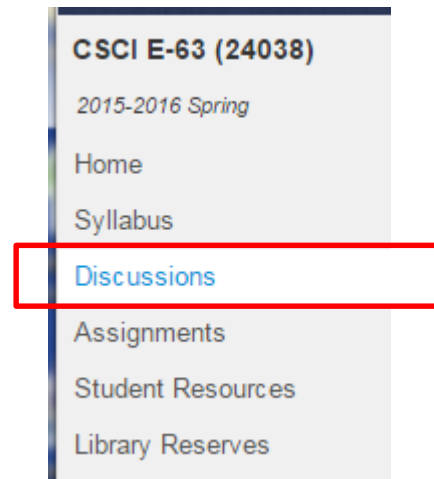 CSCI E-63 (24038)
2015-2016 Spring
Home
Syllabus
Discussions
Assignments
Student Resources
Library Reserves